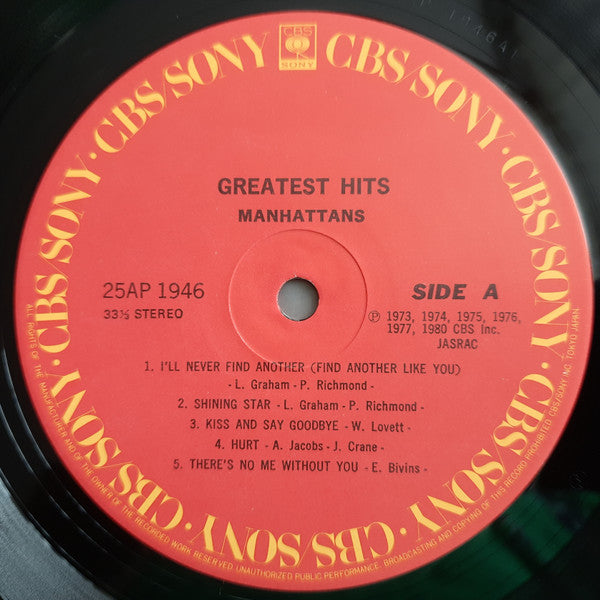 CBS
SONY
CBS/SONY · CBS/SONY · CBS/SONY · CBS/SONY · CBS/SONY · CBS/SONY · CBS/SONY · CBS/SONY
GREATEST HITS
MANHATTANS
25AP 1946
33⅓ STEREO
SIDE A
Ⓟ 1973, 1974, 1975, 1976,
1977, 1980 CBS Inc.
JASRAC
1. I'LL NEVER FIND ANOTHER (FIND ANOTHER LIKE YOU)
- L. Graham - P. Richmond -
2. SHINING STAR - L. Graham - P. Richmond -
3. KISS AND SAY GOODBYE - W. Lovett -
4. HURT - A. Jacobs - J. Crane -
5. THERE'S NO ME WITHOUT YOU - E. Bivins -
ALL RIGHTS OF THE MANUFACTURER AND OF THE OWNER OF THE RECORDED WORK RESERVED. UNAUTHORIZED PUBLIC PERFORMANCE, BROADCASTING AND COPYING OF THIS RECORD PROHIBITED. CBS/SONY INC. TOKYO JAPAN.